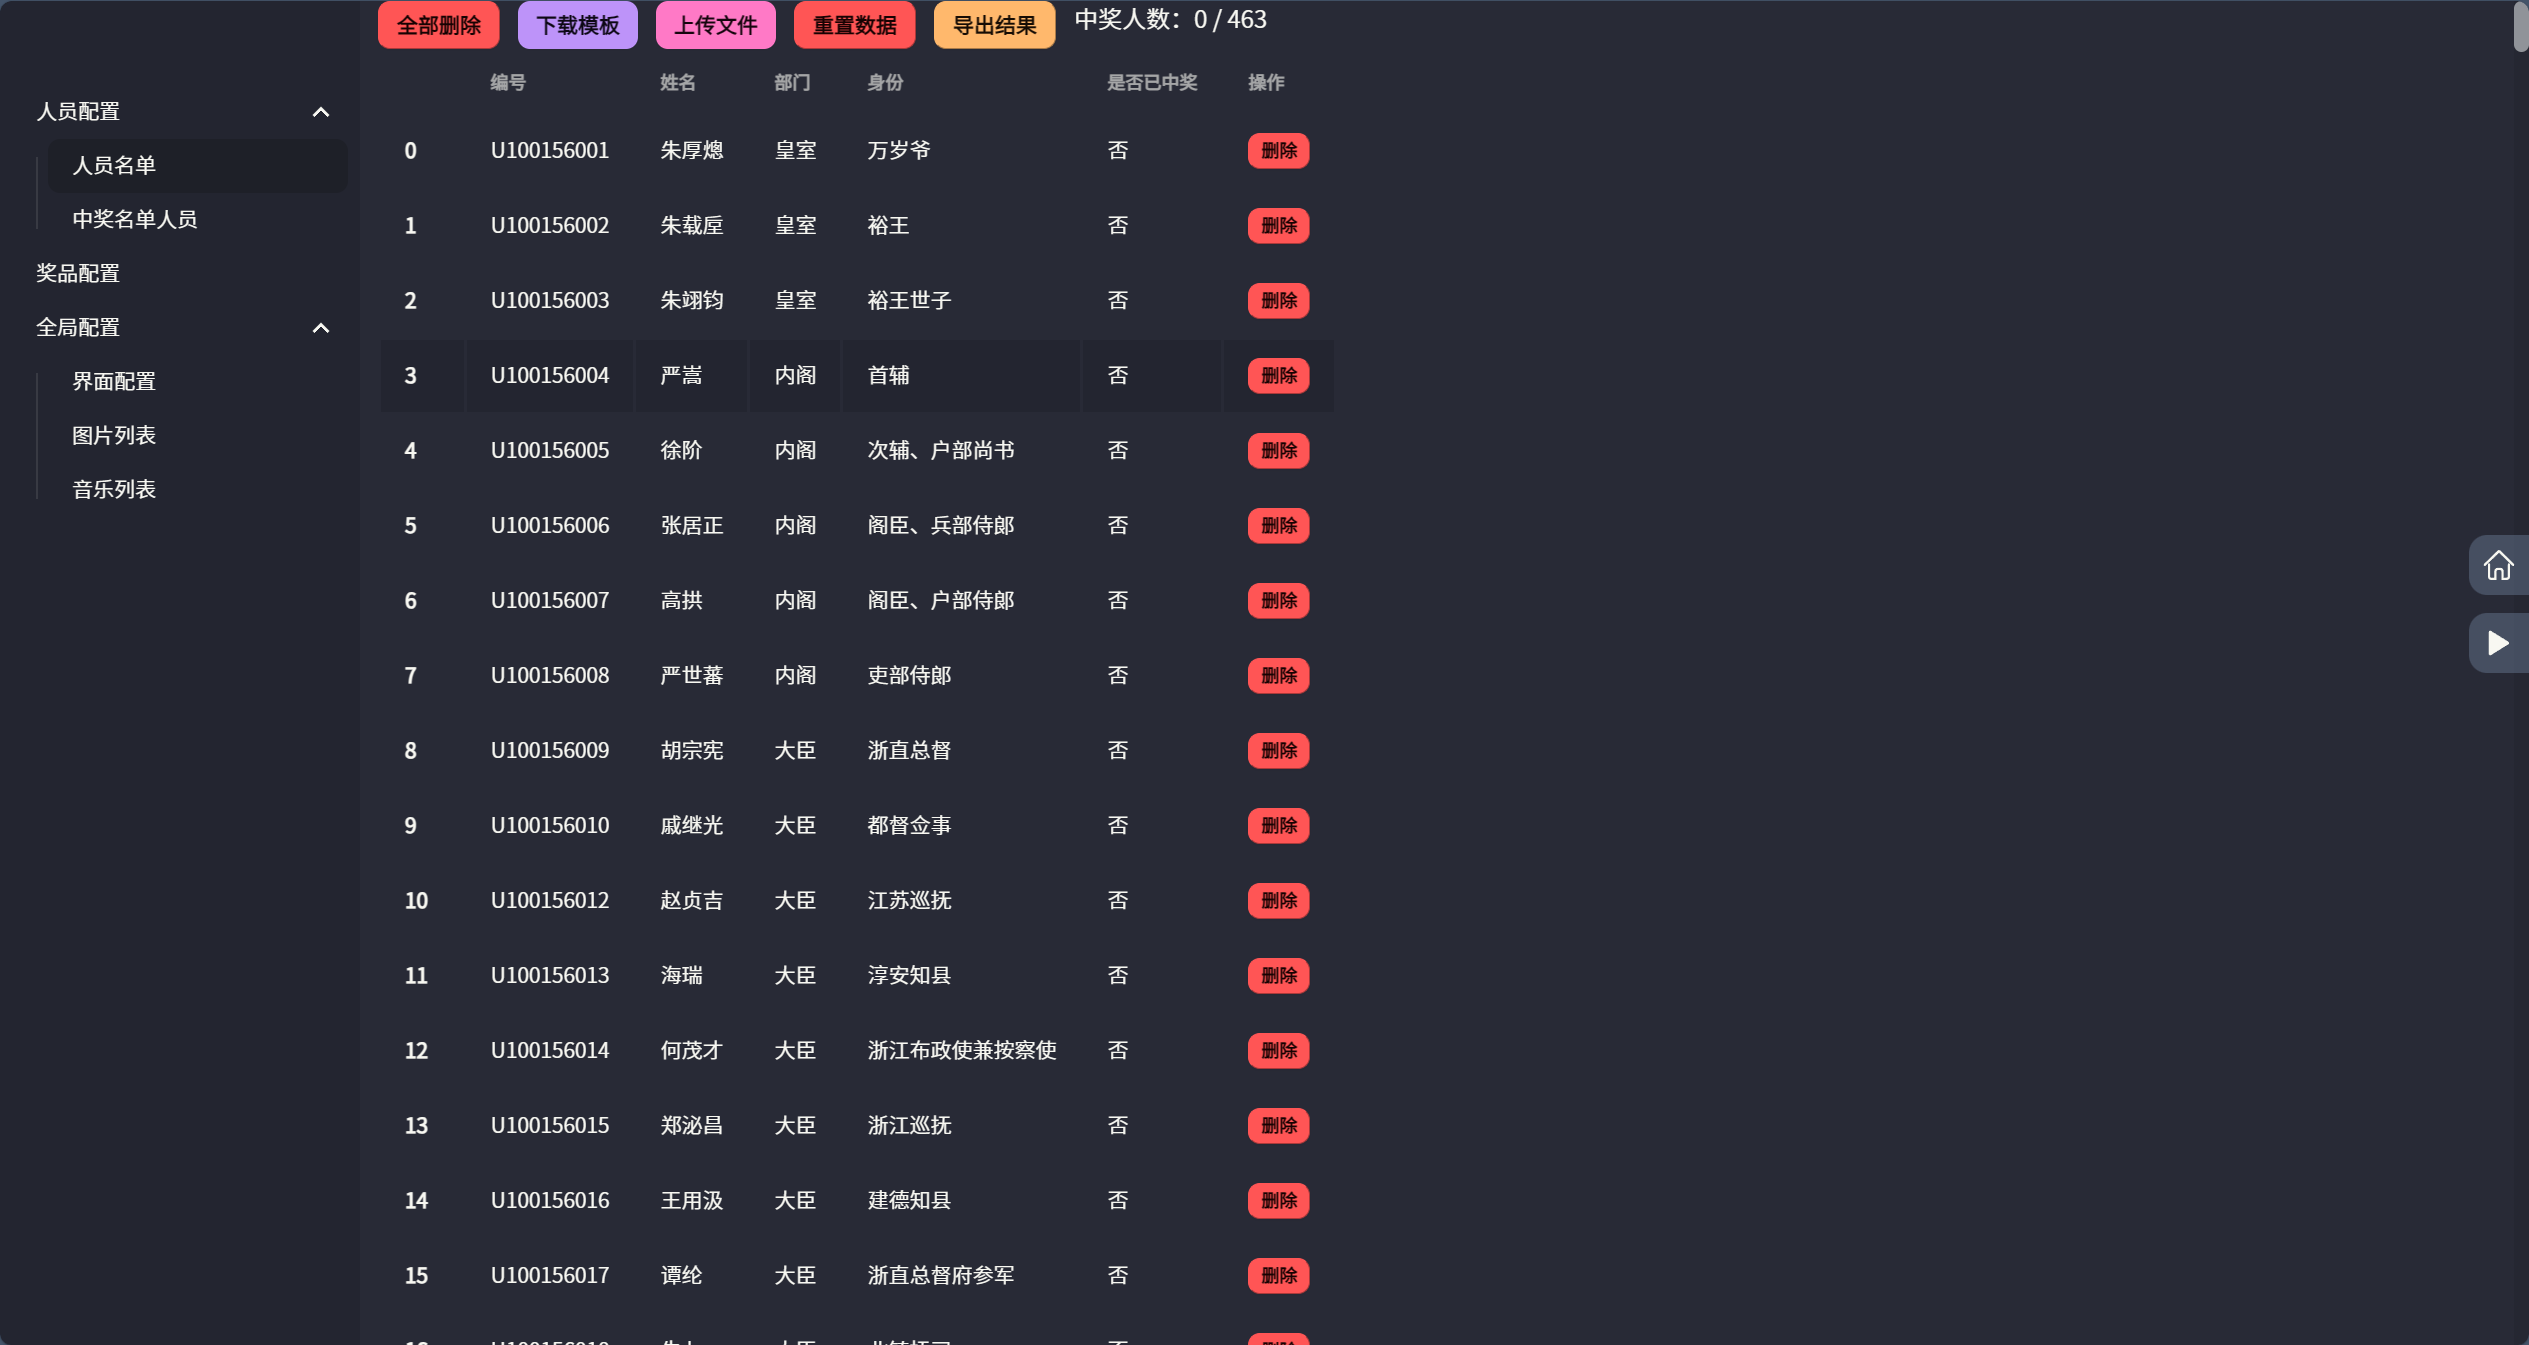 全部删除 下载模板 上传文件 重置数据 导出结果 中奖人数：0 / 463
人员配置
人员名单
中奖名单人员
奖品配置
全局配置
界面配置
图片列表
音乐列表
编号 姓名 部门 身份 是否已中奖 操作
0 U100156001 朱厚熜 皇室 万岁爷 否 删除
1 U100156002 朱载垕 皇室 裕王 否 删除
2 U100156003 朱翊钧 皇室 裕王世子 否 删除
3 U100156004 严嵩 内阁 首辅 否 删除
4 U100156005 徐阶 内阁 次辅、户部尚书 否 删除
5 U100156006 张居正 内阁 阁臣、兵部侍郎 否 删除
6 U100156007 高拱 内阁 阁臣、户部侍郎 否 删除
7 U100156008 严世蕃 内阁 吏部侍郎 否 删除
8 U100156009 胡宗宪 大臣 浙直总督 否 删除
9 U100156010 戚继光 大臣 都督佥事 否 删除
10 U100156012 赵贞吉 大臣 江苏巡抚 否 删除
11 U100156013 海瑞 大臣 淳安知县 否 删除
12 U100156014 何茂才 大臣 浙江布政使兼按察使 否 删除
13 U100156015 郑泌昌 大臣 浙江巡抚 否 删除
14 U100156016 王用汲 大臣 建德知县 否 删除
15 U100156017 谭纶 大臣 浙直总督府参军 否 删除